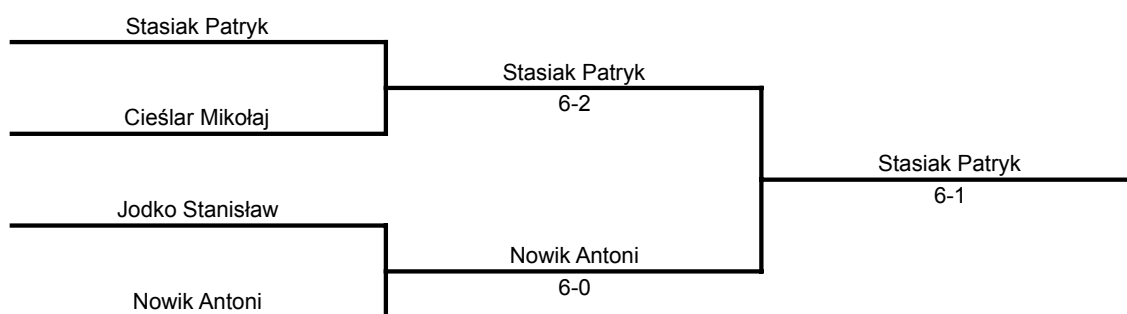 Stasiak Patryk
Stasiak Patryk
6-2
Cieślar Mikołaj
Stasiak Patryk
6-1
Jodko Stanisław
Nowik Antoni
6-0
Nowik Antoni